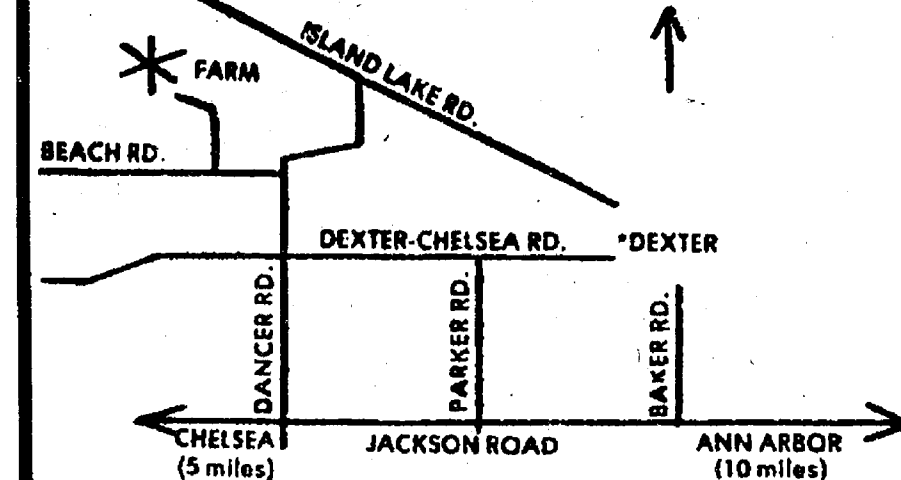 ISLAND LAKE RD.
FARM
BEACH RD.
DEXTER-CHELSEA RD.
*DEXTER
DANCER RD.
PARKER RD.
BAKER RD.
CHELSEA
(5 miles)
JACKSON ROAD
ANN ARBOR
(10 miles)